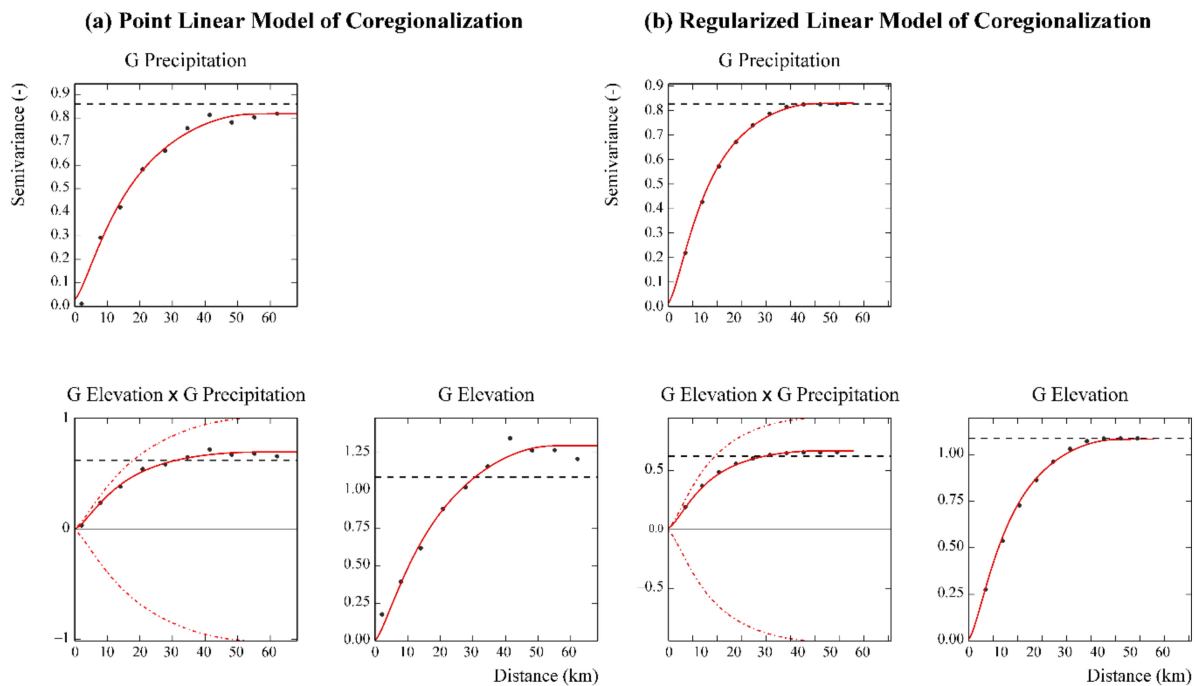 (a) Point Linear Model of Coregionalization
(b) Regularized Linear Model of Coregionalization
G Precipitation
Semivariance (-)
0.9
0.8
0.7
0.6
0.5
0.4
0.3
0.2
0.1
0.0
0 10 20 30 40 50 60
G Precipitation
Semivariance (-)
0.9
0.8
0.7
0.6
0.5
0.4
0.3
0.2
0.1
0.0
0 10 20 30 40 50 60
G Elevation x G Precipitation
1
0
−1
0 10 20 30 40 50 60
G Elevation
1.25
1.00
0.75
0.50
0.25
0.00
0 10 20 30 40 50 60
Distance (km)
G Elevation x G Precipitation
0.5
0.0
−0.5
0 10 20 30 40 50 60
G Elevation
1.00
0.75
0.50
0.25
0.00
0 10 20 30 40 50 60
Distance (km)